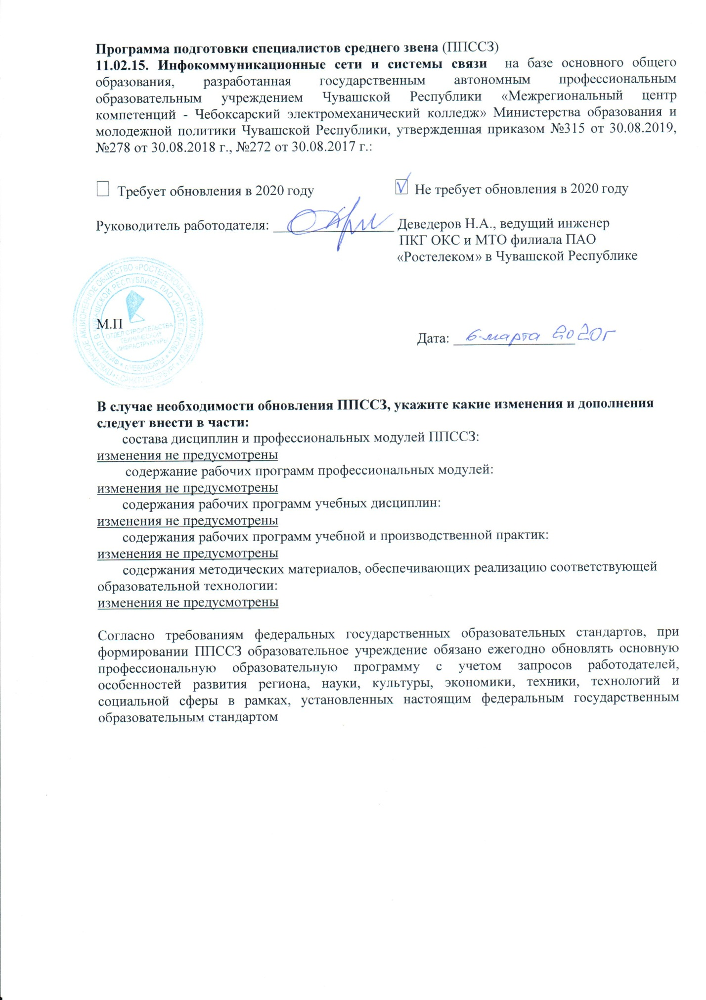 Программа подготовки специалистов среднего звена (ППССЗ)
11.02.15. Инфокоммуникационные сети и системы связи на базе основного общего
образования, разработанная государственным автономным профессиональным
образовательным учреждением Чувашской Республики «Межрегиональный центр
компетенций - Чебоксарский электромеханический колледж» Министерства образования и
молодежной политики Чувашской Республики, утвержденная приказом №315 от 30.08.2019,
№278 от 30.08.2018 г., №272 от 30.08.2017 г.:
Требует обновления в 2020 году
Не требует обновления в 2020 году
Руководитель работодателя: Деведеров Н.А., ведущий инженер
ПКГ ОКС и МТО филиала ПАО
«Ростелеком» в Чувашской Республике
ПУБЛИЧНОЕ АКЦИОНЕРНОЕ ОБЩЕСТВО «РОСТЕЛЕКОМ» ОГРН
г. САНКТ-ПЕТЕРБУРГ
ФИЛИАЛ В ЧУВАШСКОЙ РЕСПУБЛИКЕ ПАО «РОСТЕЛЕКОМ»
г. ЧЕБОКСАРЫ
ОТДЕЛ СТРОИТЕЛЬСТВА
ТЕХНИЧЕСКОЙ
ИНФРАСТРУКТУРЫ
М.П
Дата: 6 марта 2020г
В случае необходимости обновления ППССЗ, укажите какие изменения и дополнения
следует внести в части:
состава дисциплин и профессиональных модулей ППССЗ:
изменения не предусмотрены
содержание рабочих программ профессиональных модулей:
изменения не предусмотрены
содержания рабочих программ учебных дисциплин:
изменения не предусмотрены
содержания рабочих программ учебной и производственной практик:
изменения не предусмотрены
содержания методических материалов, обеспечивающих реализацию соответствующей
образовательной технологии:
изменения не предусмотрены
Согласно требованиям федеральных государственных образовательных стандартов, при
формировании ППССЗ образовательное учреждение обязано ежегодно обновлять основную
профессиональную образовательную программу с учетом запросов работодателей,
особенностей развития региона, науки, культуры, экономики, техники, технологий и
социальной сферы в рамках, установленных настоящим федеральным государственным
образовательным стандартом